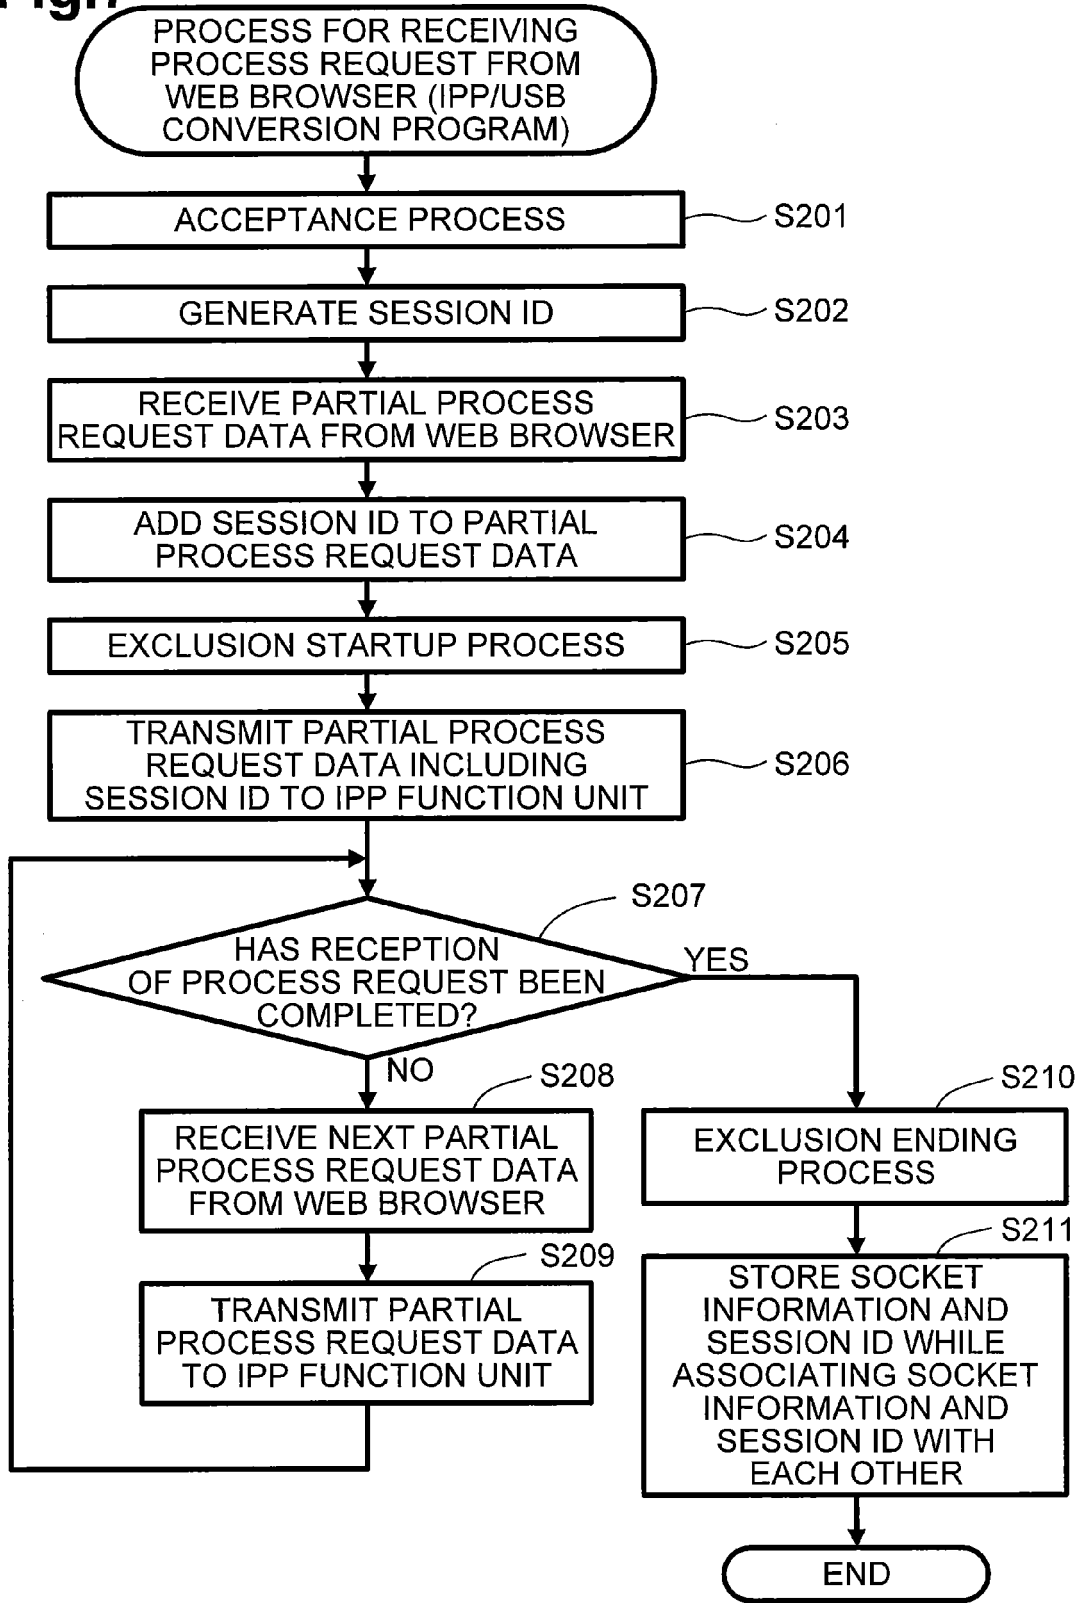 PROCESS FOR RECEIVING
PROCESS REQUEST FROM
WEB BROWSER (IPP/USB
CONVERSION PROGRAM)
ACCEPTANCE PROCESS
S201
GENERATE SESSION ID
S202
RECEIVE PARTIAL PROCESS
REQUEST DATA FROM WEB BROWSER
S203
ADD SESSION ID TO PARTIAL
PROCESS REQUEST DATA
S204
EXCLUSION STARTUP PROCESS
S205
TRANSMIT PARTIAL PROCESS
REQUEST DATA INCLUDING
SESSION ID TO IPP FUNCTION UNIT
S206
S207
HAS RECEPTION
OF PROCESS REQUEST BEEN
COMPLETED?
YES
NO
S208
RECEIVE NEXT PARTIAL
PROCESS REQUEST DATA
FROM WEB BROWSER
S209
TRANSMIT PARTIAL
PROCESS REQUEST DATA
TO IPP FUNCTION UNIT
S210
EXCLUSION ENDING
PROCESS
S211
STORE SOCKET
INFORMATION AND
SESSION ID WHILE
ASSOCIATING SOCKET
INFORMATION AND
SESSION ID WITH
EACH OTHER
END